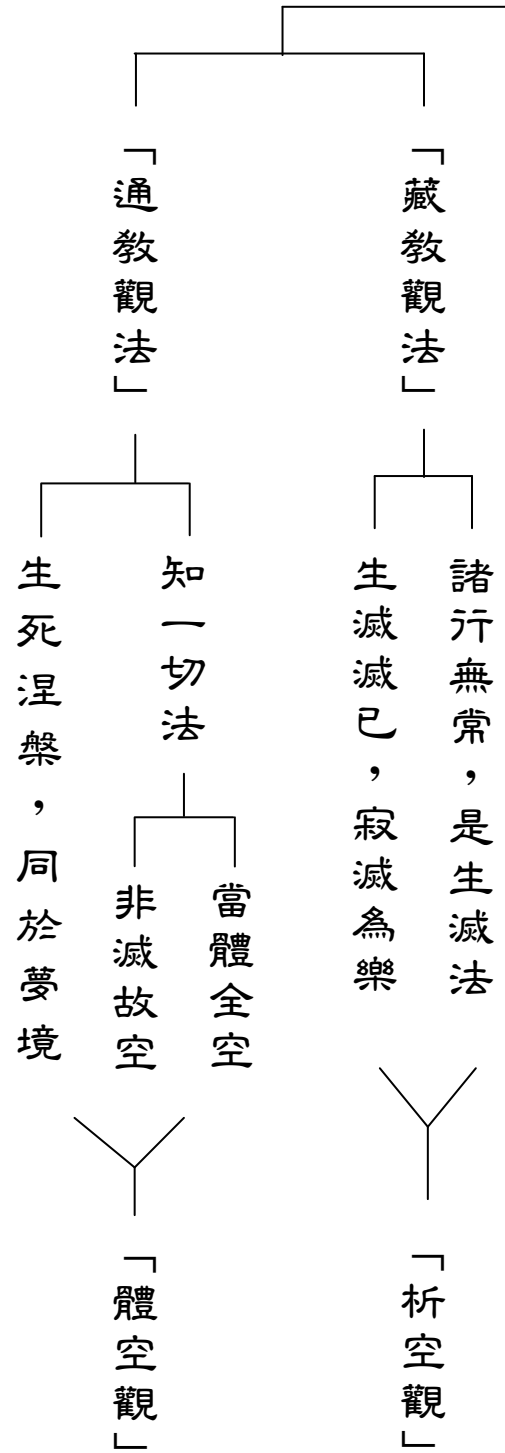 「藏教觀法」
諸行無常，是生滅法
生滅滅已，寂滅為樂
「析空觀」
「通教觀法」
知一切法
當體全空
非滅故空
生死涅槃，同於夢境
「體空觀」